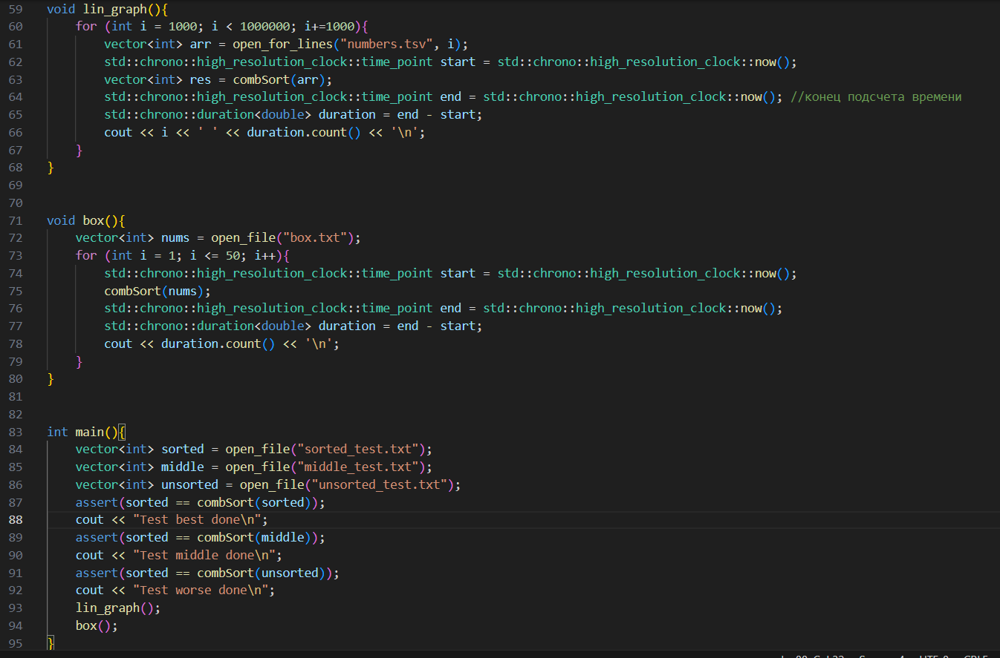 59 void lin_graph(){
60 for (int i = 1000; i < 1000000; i+=1000){
61 vector<int> arr = open_for_lines("numbers.tsv", i);
62 std::chrono::high_resolution_clock::time_point start = std::chrono::high_resolution_clock::now();
63 vector<int> res = combSort(arr);
64 std::chrono::high_resolution_clock::time_point end = std::chrono::high_resolution_clock::now(); //конец подсчета времени
65 std::chrono::duration<double> duration = end - start;
66 cout << i << ' ' << duration.count() << '\n';
67 }
68 }
69
70
71 void box(){
72 vector<int> nums = open_file("box.txt");
73 for (int i = 1; i <= 50; i++){
74 std::chrono::high_resolution_clock::time_point start = std::chrono::high_resolution_clock::now();
75 combSort(nums);
76 std::chrono::high_resolution_clock::time_point end = std::chrono::high_resolution_clock::now();
77 std::chrono::duration<double> duration = end - start;
78 cout << duration.count() << '\n';
79 }
80 }
81
82
83 int main(){
84 vector<int> sorted = open_file("sorted_test.txt");
85 vector<int> middle = open_file("middle_test.txt");
86 vector<int> unsorted = open_file("unsorted_test.txt");
87 assert(sorted == combSort(sorted));
88 cout << "Test best done\n";
89 assert(sorted == combSort(middle));
90 cout << "Test middle done\n";
91 assert(sorted == combSort(unsorted));
92 cout << "Test worse done\n";
93 lin_graph();
94 box();
95 }